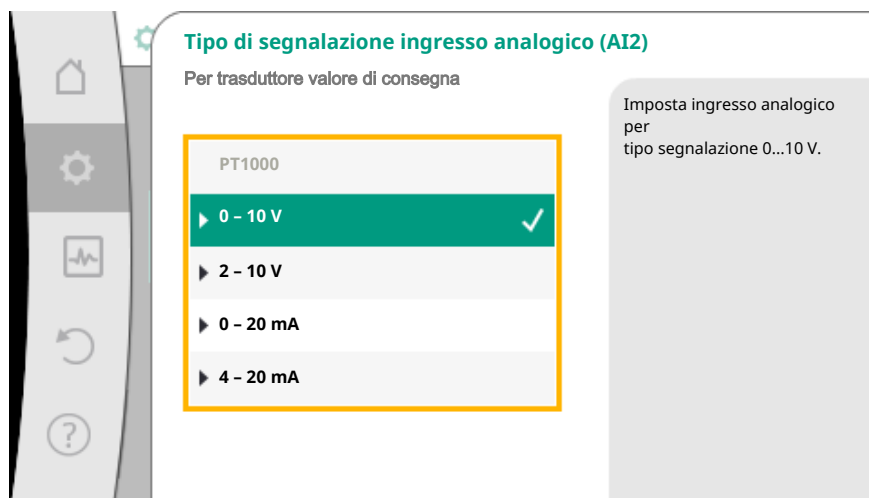 Tipo di segnalazione ingresso analogico (AI2)
Per trasduttore valore di consegna
Imposta ingresso analogico
per
tipo segnalazione 0...10 V.
PT1000
0 – 10 V
2 – 10 V
0 – 20 mA
4 – 20 mA
?